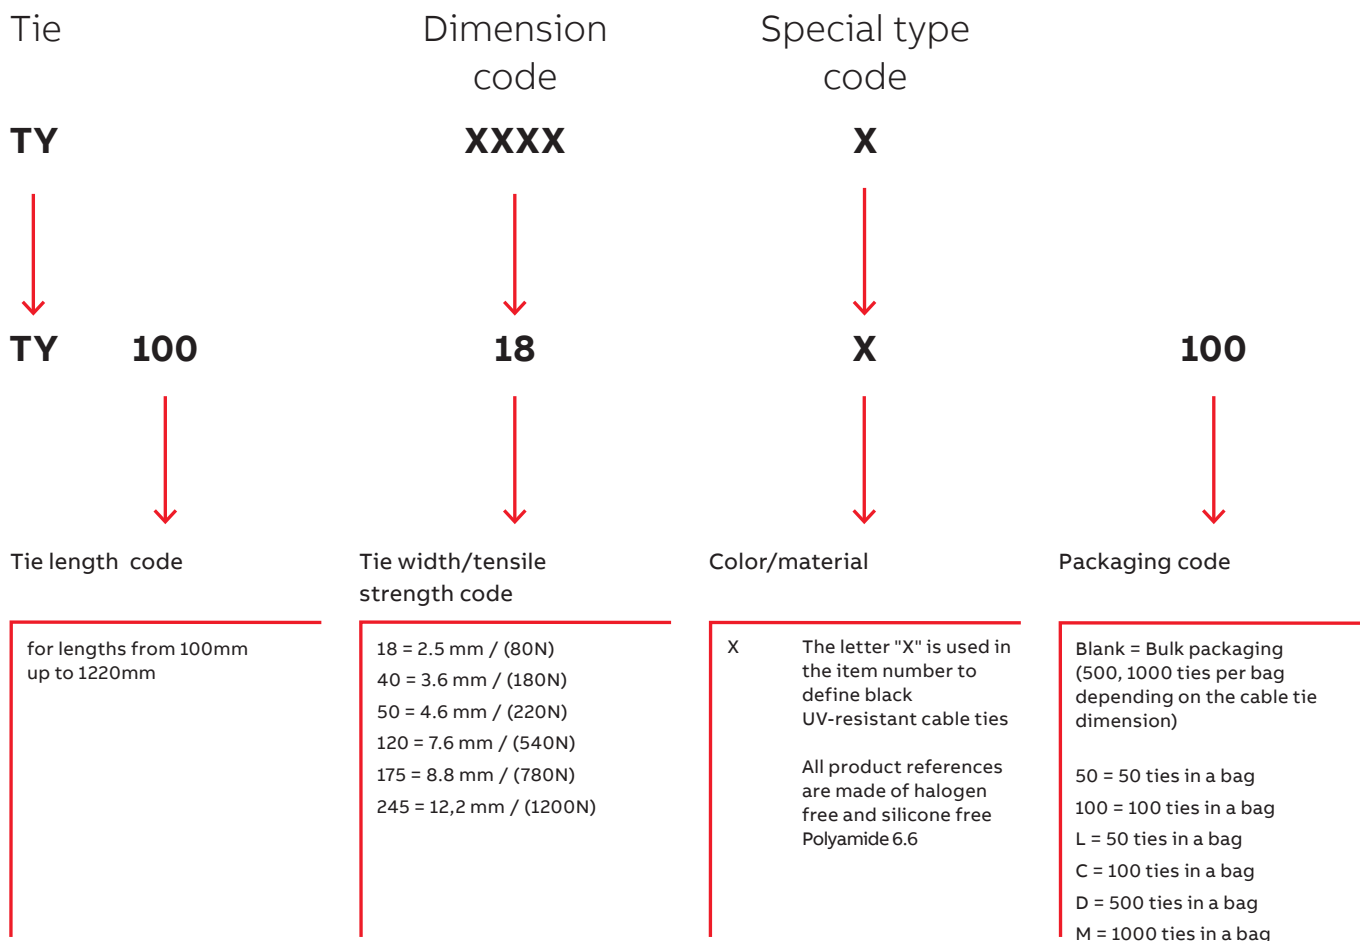 Tie
Dimension
code
Special type
code
TY
XXXX
X
TY
100
18
X
100
Tie length code
for lengths from 100mm
up to 1220mm
Tie width/tensile
strength code
18 = 2.5 mm / (80N)
40 = 3.6 mm / (180N)
50 = 4.6 mm / (220N)
120 = 7.6 mm / (540N)
175 = 8.8 mm / (780N)
245 = 12,2 mm / (1200N)
Color/material
X The letter "X" is used in
the item number to
define black
UV-resistant cable ties
All product references
are made of halogen
free and silicone free
Polyamide 6.6
Packaging code
Blank = Bulk packaging
(500, 1000 ties per bag
depending on the cable tie
dimension)
50 = 50 ties in a bag
100 = 100 ties in a bag
L = 50 ties in a bag
C = 100 ties in a bag
D = 500 ties in a bag
M = 1000 ties in a bag